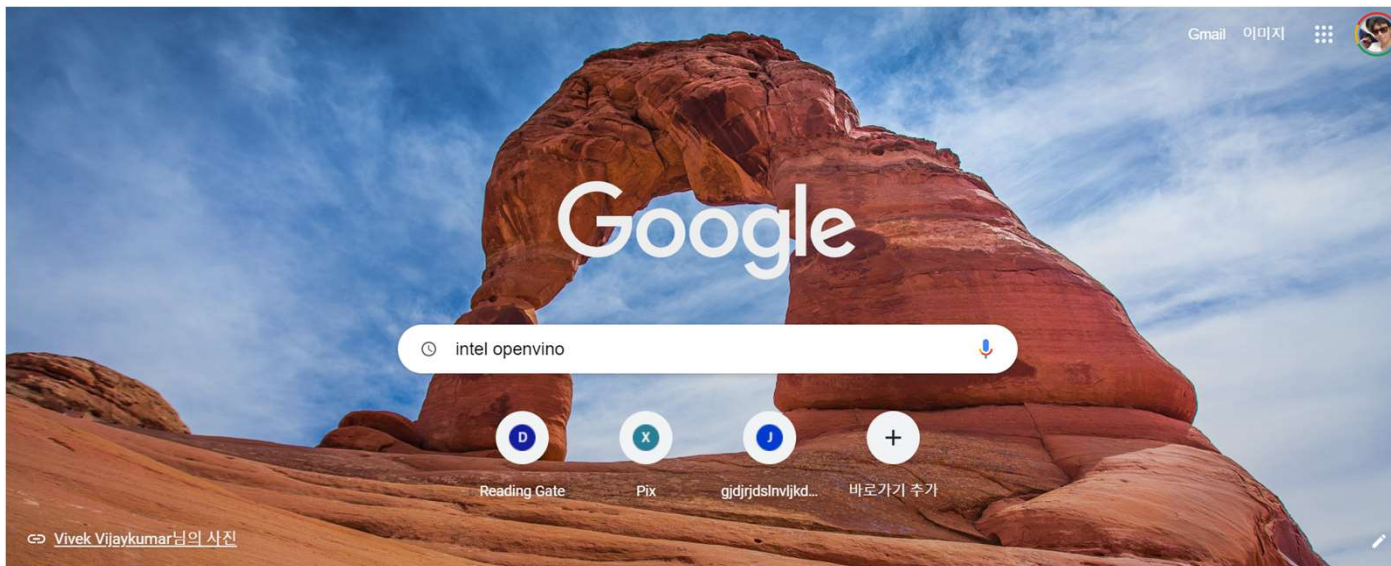 Gmail 이미지
Google
intel openvino
D X J
Reading Gate Pix gjdjrjdslnvljkd... 바로가기 추가
Vivek Vijaykumar님의 사진